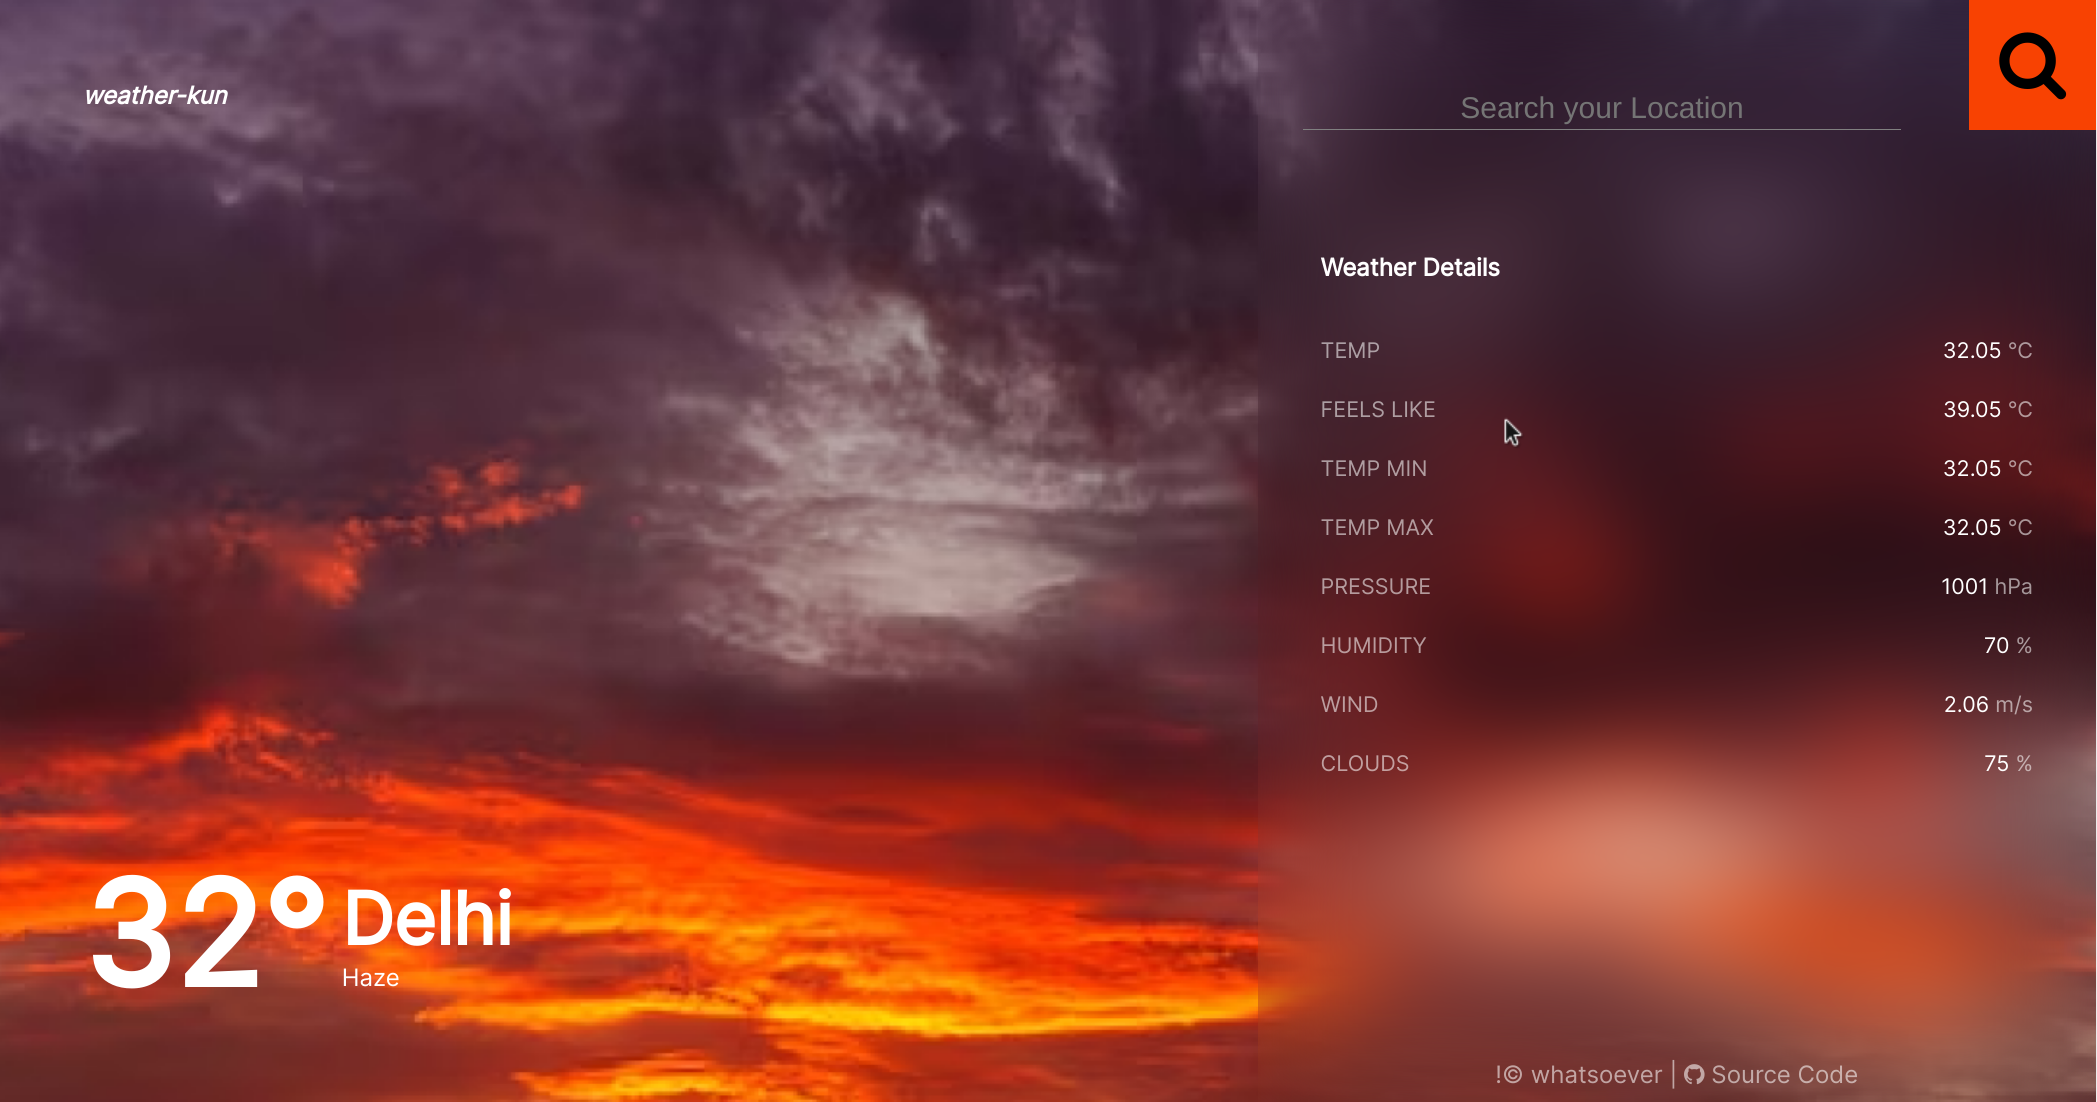 weather-kun
Search your Location
Weather Details
TEMP 32.05 °C
FEELS LIKE 39.05 °C
TEMP MIN 32.05 °C
TEMP MAX 32.05 °C
PRESSURE 1001 hPa
HUMIDITY 70 %
WIND 2.06 m/s
CLOUDS 75 %
32° Delhi
Haze
!© whatsoever | Source Code